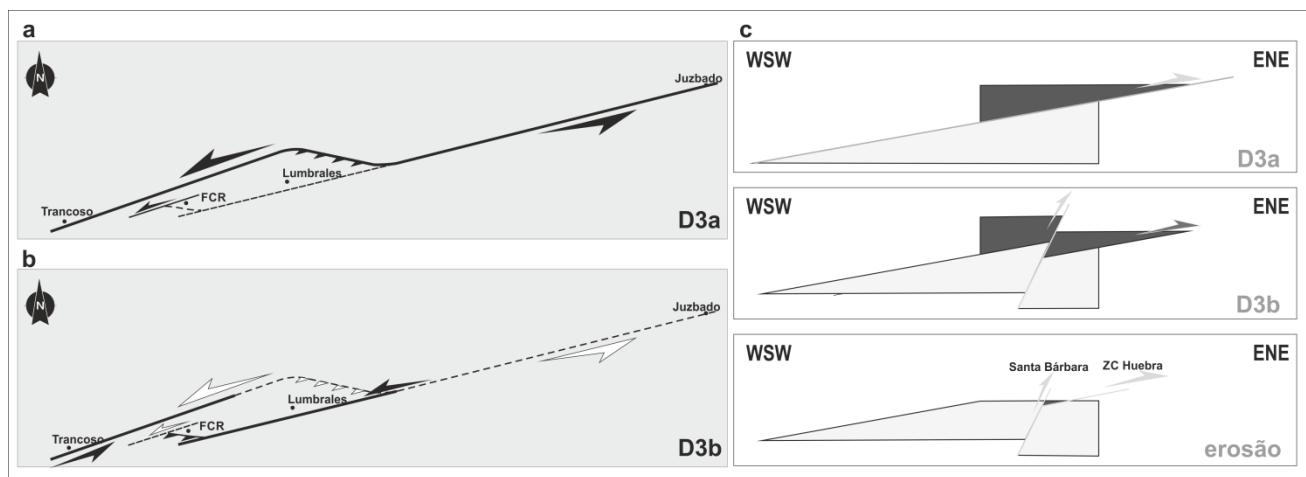 a
N
Juzbado
Lumbrales
FCR
Trancoso
D3a
b
N
Juzbado
Lumbrales
FCR
Trancoso
D3b
c
WSW ENE
D3a
WSW ENE
D3b
WSW ENE
Santa Bárbara ZC Huebra
erosão